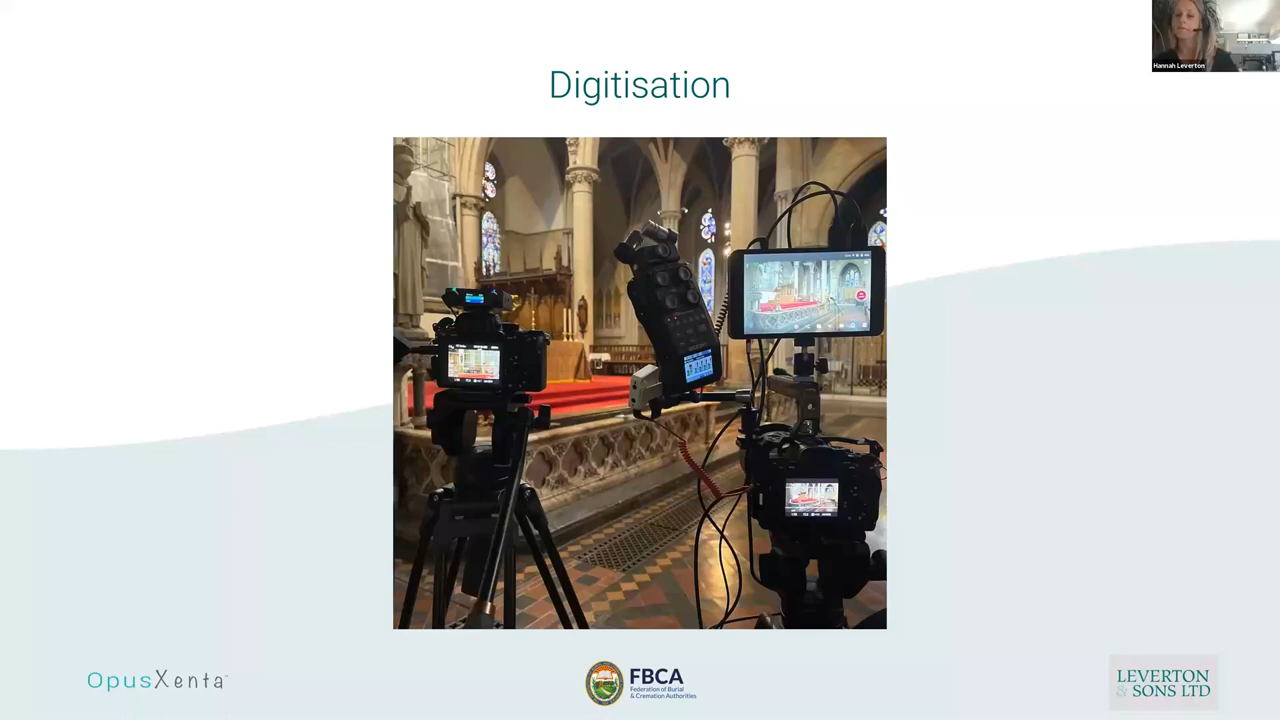 Hannah Leverton
Digitisation
OpusXenta
FBCA
Federation of Burial
& Cremation Authorities
LEVERTON
& SONS LTD